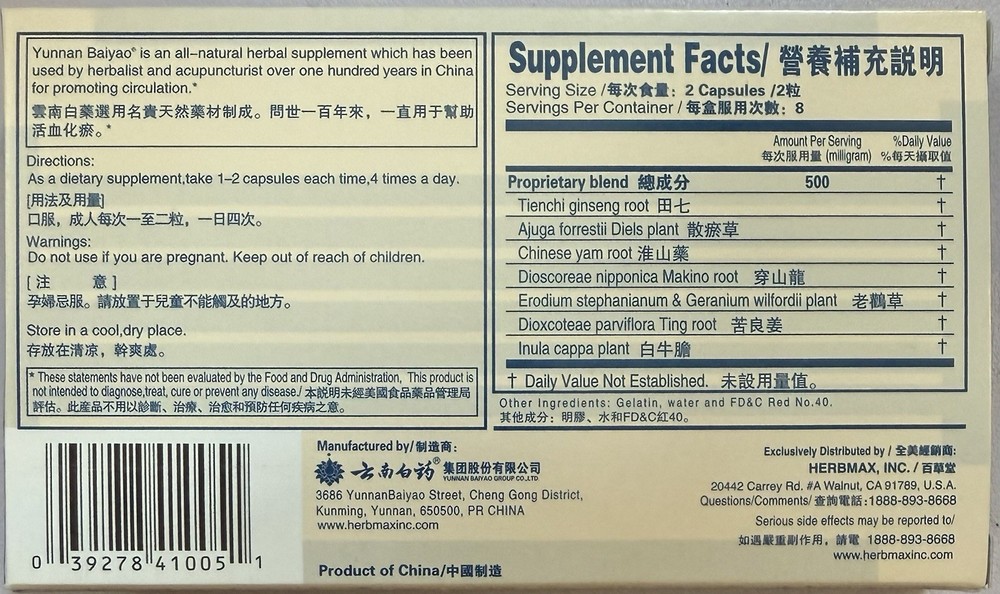 Yunnan Baiyao® is an all-natural herbal supplement which has been
used by herbalist and acupuncturist over one hundred years in China
for promoting circulation.*
雲南白藥選用名貴天然藥材制成。問世一百年來，一直用于幫助
活血化瘀。*
Directions:
As a dietary supplement,take 1-2 capsules each time,4 times a day.
[用法及用量]
口服，成人每次一至二粒，一日四次。
Warnings:
Do not use if you are pregnant. Keep out of reach of children.
[注 意]
孕婦忌服。請放置于兒童不能觸及的地方。
Store in a cool,dry place.
存放在清凉，幹爽處。
* These statements have not been evaluated by the Food and Drug Administration, This product is
not intended to diagnose,treat, cure or prevent any disease./ 本説明未經美國食品藥品管理局
評估。此産品不用以診斷、治療、治愈和預防任何疾病之意。
Supplement Facts/ 營養補充説明
Serving Size /每次食量: 2 Capsules /2粒
Servings Per Container / 每盒服用次數: 8
Amount Per Serving %Daily Value
每次服用量 (milligram) %每天攝取值
Proprietary blend 總成分 500 †
Tienchi ginseng root 田七 †
Ajuga forrestii Diels plant 散瘀草 †
Chinese yam root 淮山藥 †
Dioscoreae nipponica Makino root 穿山龍 †
Erodium stephanianum & Geranium wilfordii plant 老鸛草 †
Dioxcoteae parviflora Ting root 苦良姜 †
Inula cappa plant 白牛膽 †
† Daily Value Not Established. 未設用量值。
Other Ingredients: Gelatin, water and FD&C Red No.40.
其他成分: 明膠、水和FD&C紅40。
0 39278 41005 1
Manufactured by/制造商:
云南白药® 集团股份有限公司
YUNNAN BAIYAO GROUP CO.,LTD
3686 YunnanBaiyao Street, Cheng Gong District,
Kunming, Yunnan, 650500, PR CHINA
www.herbmaxinc.com
Product of China/中國制造
Exclusively Distributed by / 全美經銷商:
HERBMAX, INC. / 百草堂
20442 Carrey Rd. #A Walnut, CA 91789, U.S.A.
Questions/Comments/ 查詢電話:1888-893-8668
Serious side effects may be reported to/
如遇嚴重副作用，請電 1888-893-8668
www.herbmaxinc.com